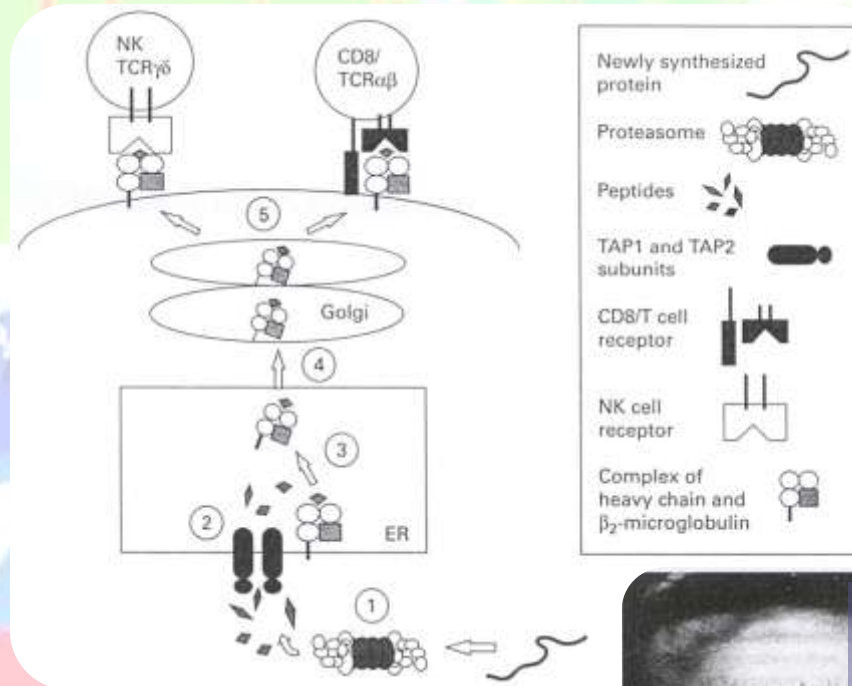 NK
TCRγδ
CD8/
TCRαβ
5
Golgi
4
3
2
ER
1
Newly synthesized
protein
Proteasome
Peptides
TAP1 and TAP2
subunits
CD8/T cell
receptor
NK cell
receptor
Complex of
heavy chain and
β₂-microglobulin